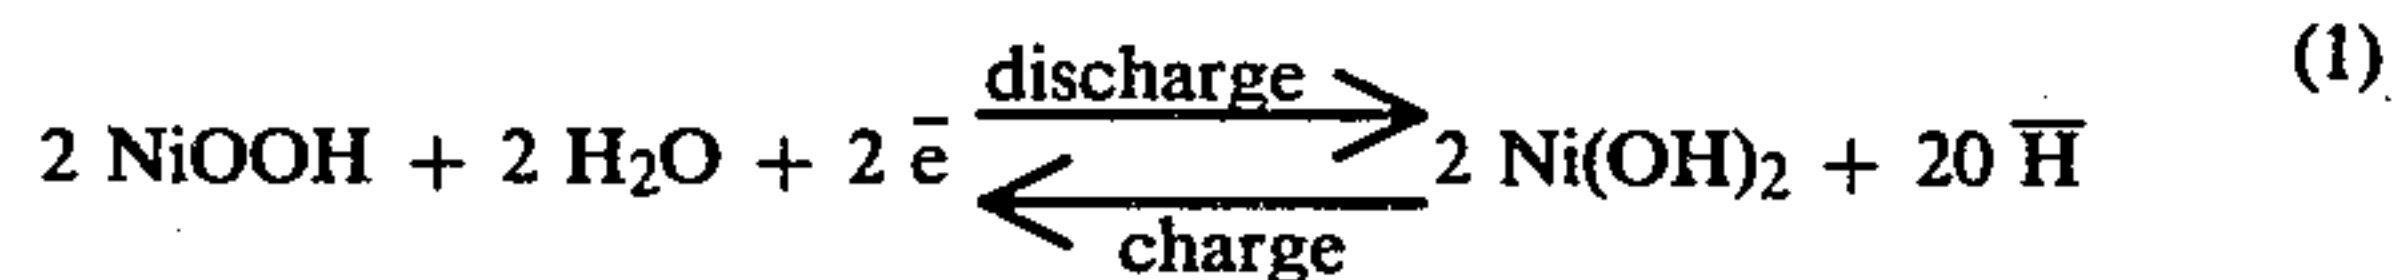 (1)
discharge
2 NiOOH + 2 H₂O + 2 e̅ ⇄ 2 Ni(OH)₂ + 20 H̅
charge